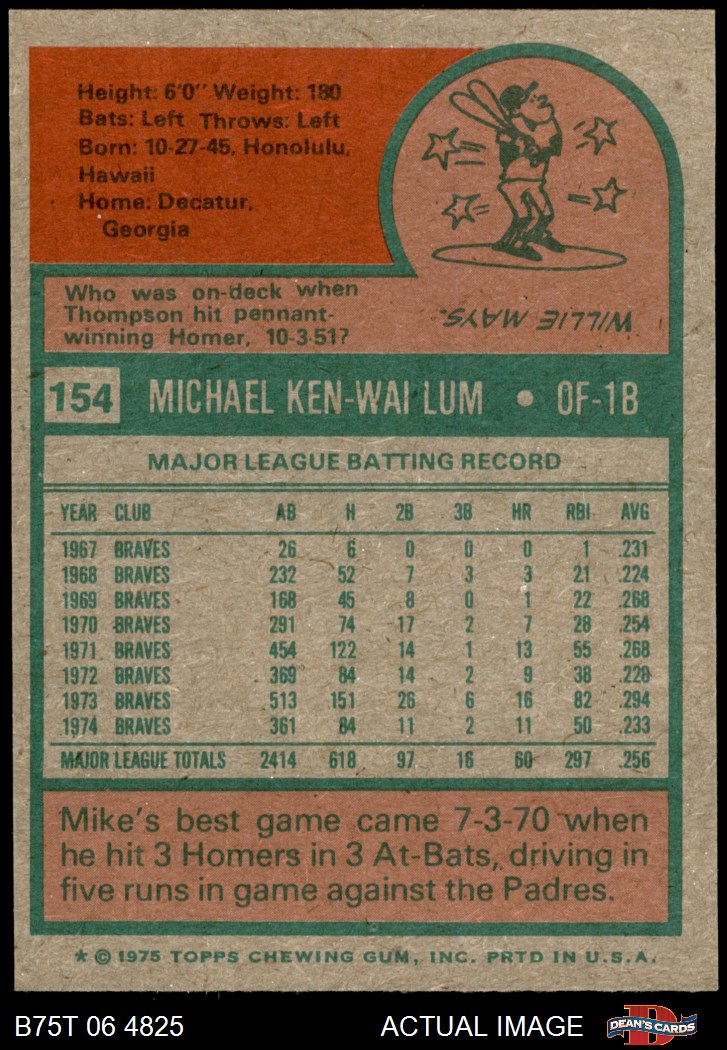 Height: 6'0" Weight: 180
Bats: Left Throws: Left
Born: 10-27-45, Honolulu,
Hawaii
Home: Decatur,
Georgia
Who was on-deck when
Thompson hit pennant-
winning Homer, 10-3-51?
WILLIE MAYS.
154 MICHAEL KEN-WAI LUM • OF-1B
MAJOR LEAGUE BATTING RECORD
YEAR CLUB AB H 2B 3B HR RBI AVG
1967 BRAVES 26 6 0 0 0 1 .231
1968 BRAVES 232 52 7 3 3 21 .224
1969 BRAVES 168 45 8 0 1 22 .268
1970 BRAVES 291 74 17 2 7 28 .254
1971 BRAVES 454 122 14 1 13 55 .268
1972 BRAVES 369 84 14 2 9 38 .228
1973 BRAVES 513 151 26 6 16 82 .294
1974 BRAVES 361 84 11 2 11 50 .233
MAJOR LEAGUE TOTALS 2414 618 97 16 60 297 .256
Mike's best game came 7-3-70 when
he hit 3 Homers in 3 At-Bats, driving in
five runs in game against the Padres.
* © 1975 TOPPS CHEWING GUM, INC. PRTD IN U.S.A.
B75T 06 4825 ACTUAL IMAGE DEAN'S CARDS